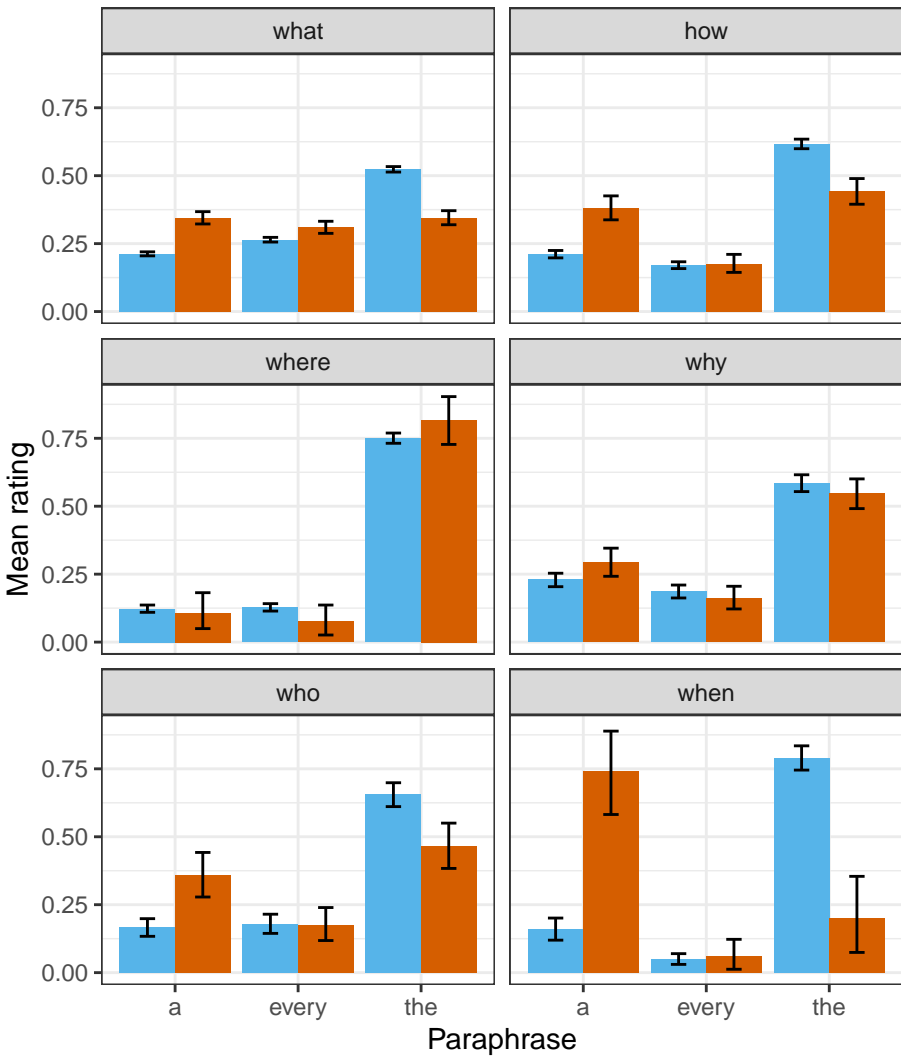 what
how
0.75
0.50
0.25
0.00
where
why
0.75
0.50
0.25
0.00
Mean rating
who
when
0.75
0.50
0.25
0.00
a every the
a every the
Paraphrase